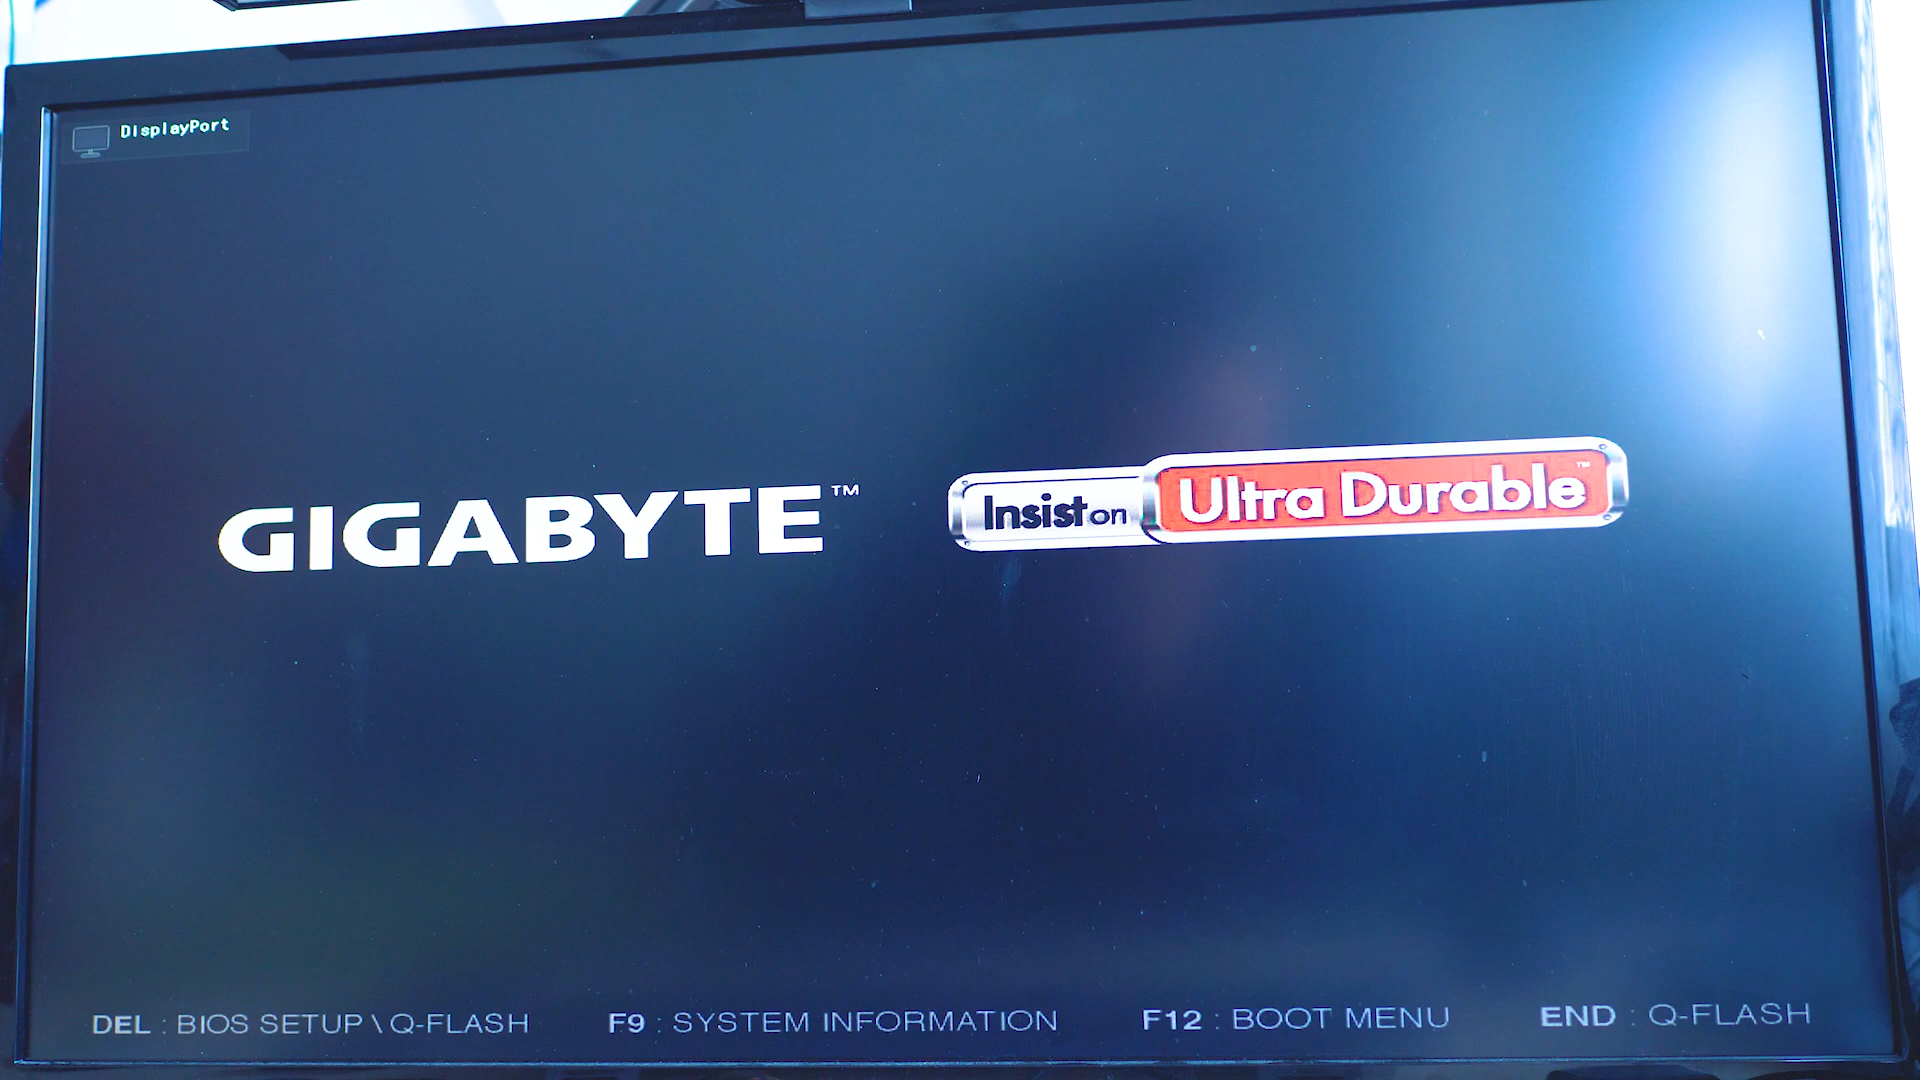 DisplayPort
GIGABYTE™
Insist on Ultra Durable™
DEL : BIOS SETUP \ Q-FLASH F9 : SYSTEM INFORMATION F12 : BOOT MENU END : Q-FLASH